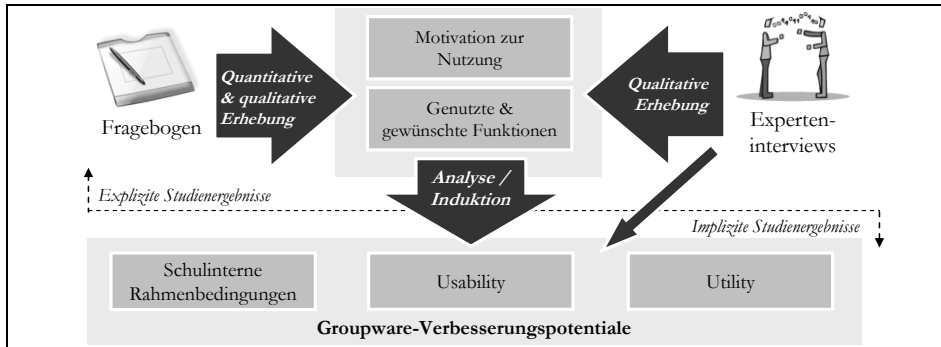 Motivation zur
Nutzung
Genutzte &
gewünschte Funktionen
Quantitative
& qualitative
Erhebung
Qualitative
Erhebung
Fragebogen
Experten-
interviews
Analyse /
Induktion
Explizite Studienergebnisse
Implizite Studienergebnisse
Schulinterne
Rahmenbedingungen
Usability
Utility
Groupware-Verbesserungspotentiale